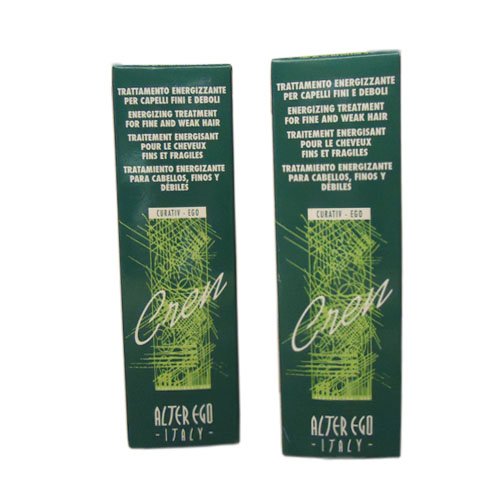 TRATTAMENTO ENERGIZZANTE
PER CAPELLI FINI E DEBOLI
ENERGIZING TREATMENT
FOR FINE AND WEAK HAIR
TRAITEMENT ENERGISANT
POUR LE CHEVEUX
FINS ET FRAGILES
TRATAMIENTO ENERGIZANTE
PARA CABELLOS, FINOS Y
DÉBILES
CURATIV - EGO
Cren
ALTER EGO
- ITALY -
TRATTAMENTO ENERGIZZANTE
PER CAPELLI FINI E DEBOLI
ENERGIZING TREATMENT
FOR FINE AND WEAK HAIR
TRAITEMENT ENERGISANT
POUR LE CHEVEUX
FINS ET FRAGILES
TRATAMIENTO ENERGIZANTE
PARA CABELLOS, FINOS Y
DÉBILES
CURATIV - EGO
Cren
ALTER EGO
- ITALY -